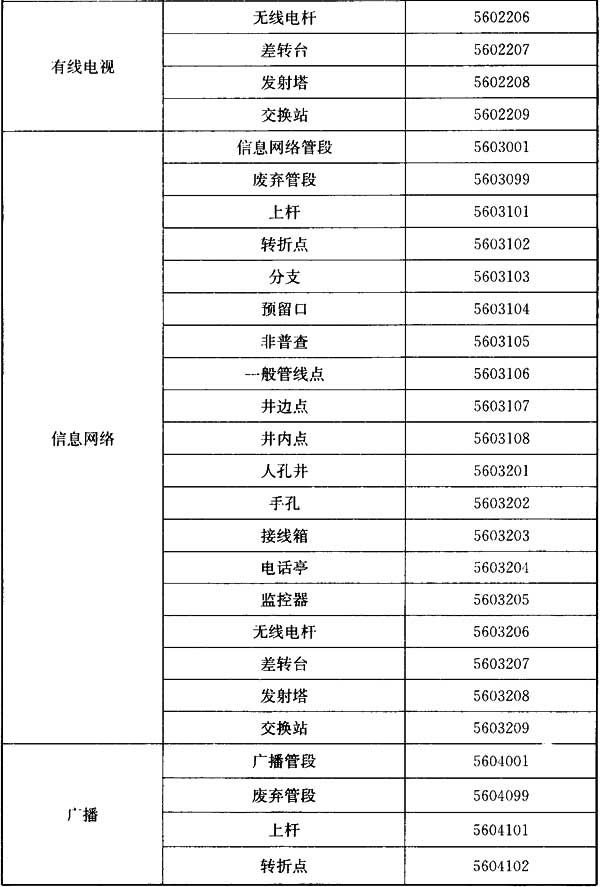 有线电视
无线电杆 5602206
差转台 5602207
发射塔 5602208
交换站 5602209
信息网络
信息网络管段 5603001
废弃管段 5603099
上杆 5603101
转折点 5603102
分支 5603103
预留口 5603104
非普查 5603105
一般管线点 5603106
井边点 5603107
井内点 5603108
人孔井 5603201
手孔 5603202
接线箱 5603203
电话亭 5603204
监控器 5603205
无线电杆 5603206
差转台 5603207
发射塔 5603208
交换站 5603209
广播
广播管段 5604001
废弃管段 5604099
上杆 5604101
转折点 5604102